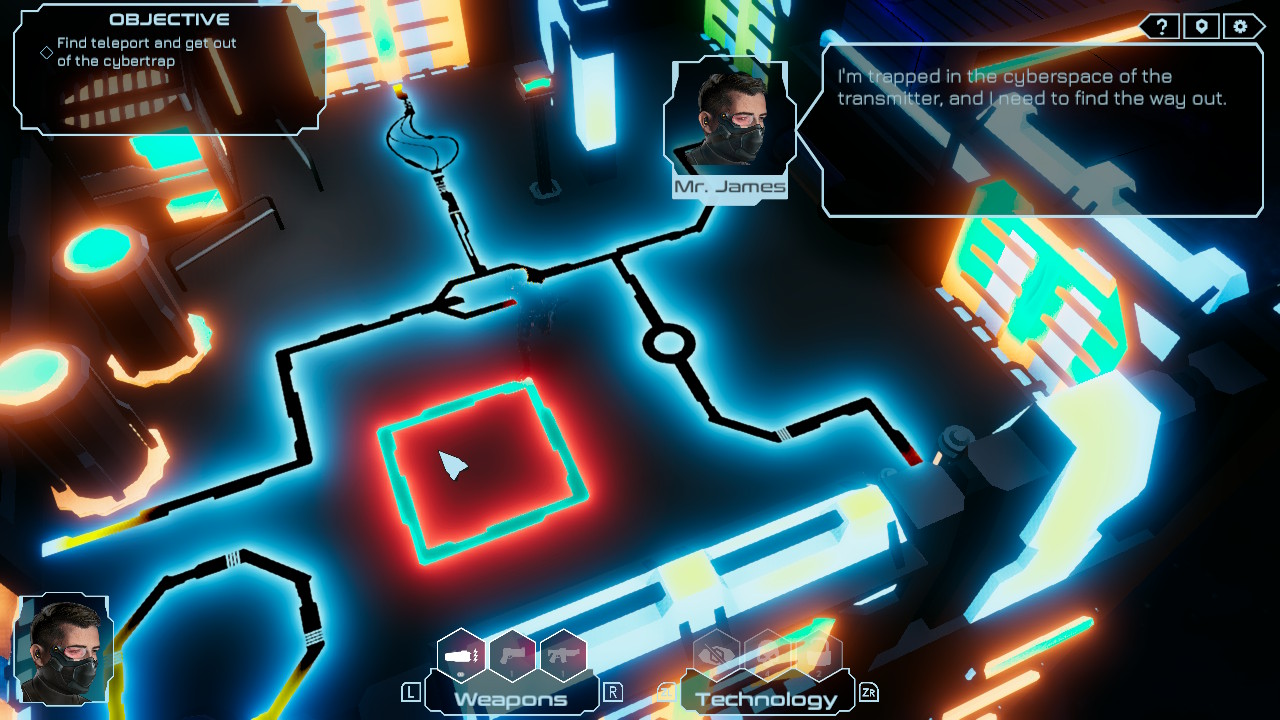 OBJECTIVE
Find teleport and get out
of the cybertrap
?
I'm trapped in the cyberspace of the
transmitter, and I need to find the way out.
Mr. James
L
Weapons
R
Technology
ZR